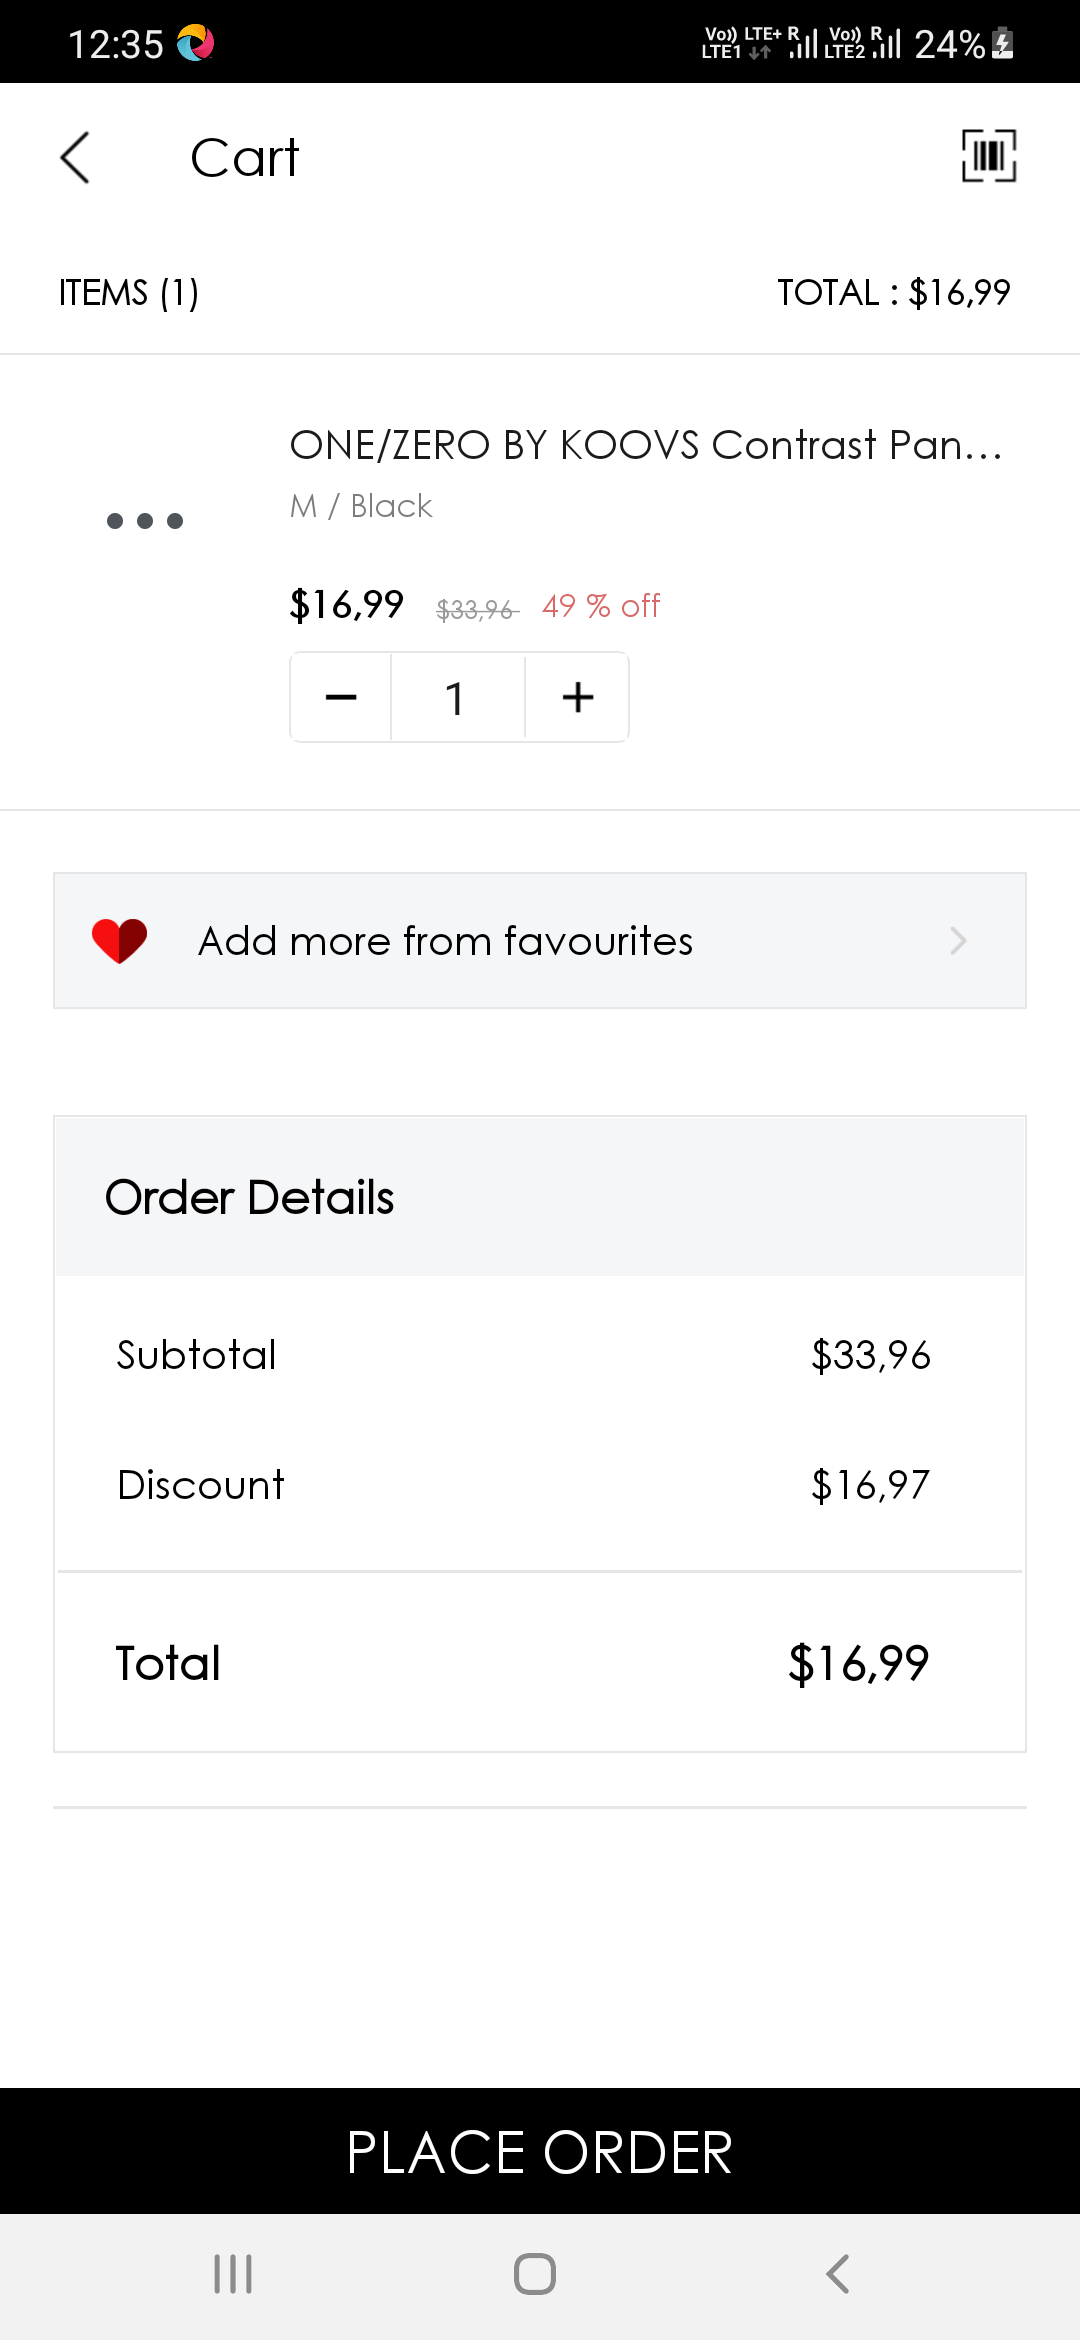 12:35
Vo)) LTE+ R Vo)) R
LTE1 LTE2 24%
Cart
ITEMS (1) TOTAL : $16,99
ONE/ZERO BY KOOVS Contrast Pan...
M / Black
$16,99 $33,96 49 % off
1
Add more from favourites
Order Details
Subtotal $33,96
Discount $16,97
Total $16,99
PLACE ORDER